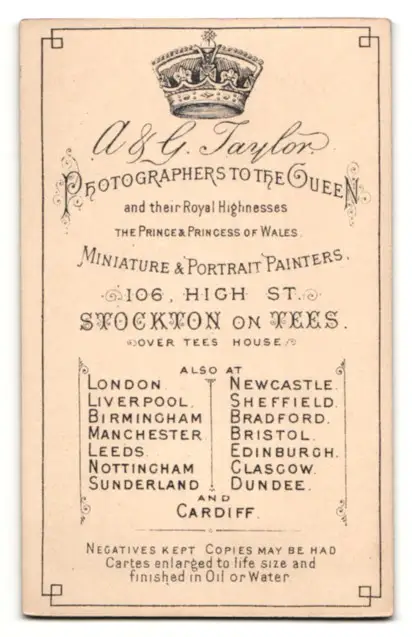 A & G. Taylor.
PHOTOGRAPHERS TO THE QUEEN
and their Royal Highnesses
THE PRINCE & PRINCESS OF WALES.
MINIATURE & PORTRAIT PAINTERS.
106, HIGH ST.
STOCKTON ON TEES.
OVER TEES HOUSE
ALSO AT
LONDON. NEWCASTLE.
LIVERPOOL. SHEFFIELD.
BIRMINGHAM BRADFORD.
MANCHESTER BRISTOL.
LEEDS. EDINBURGH.
NOTTINGHAM GLASGOW.
SUNDERLAND DUNDEE.
AND
CARDIFF.
NEGATIVES KEPT COPIES MAY BE HAD
Cartes enlarged to life size and
finished in Oil or Water